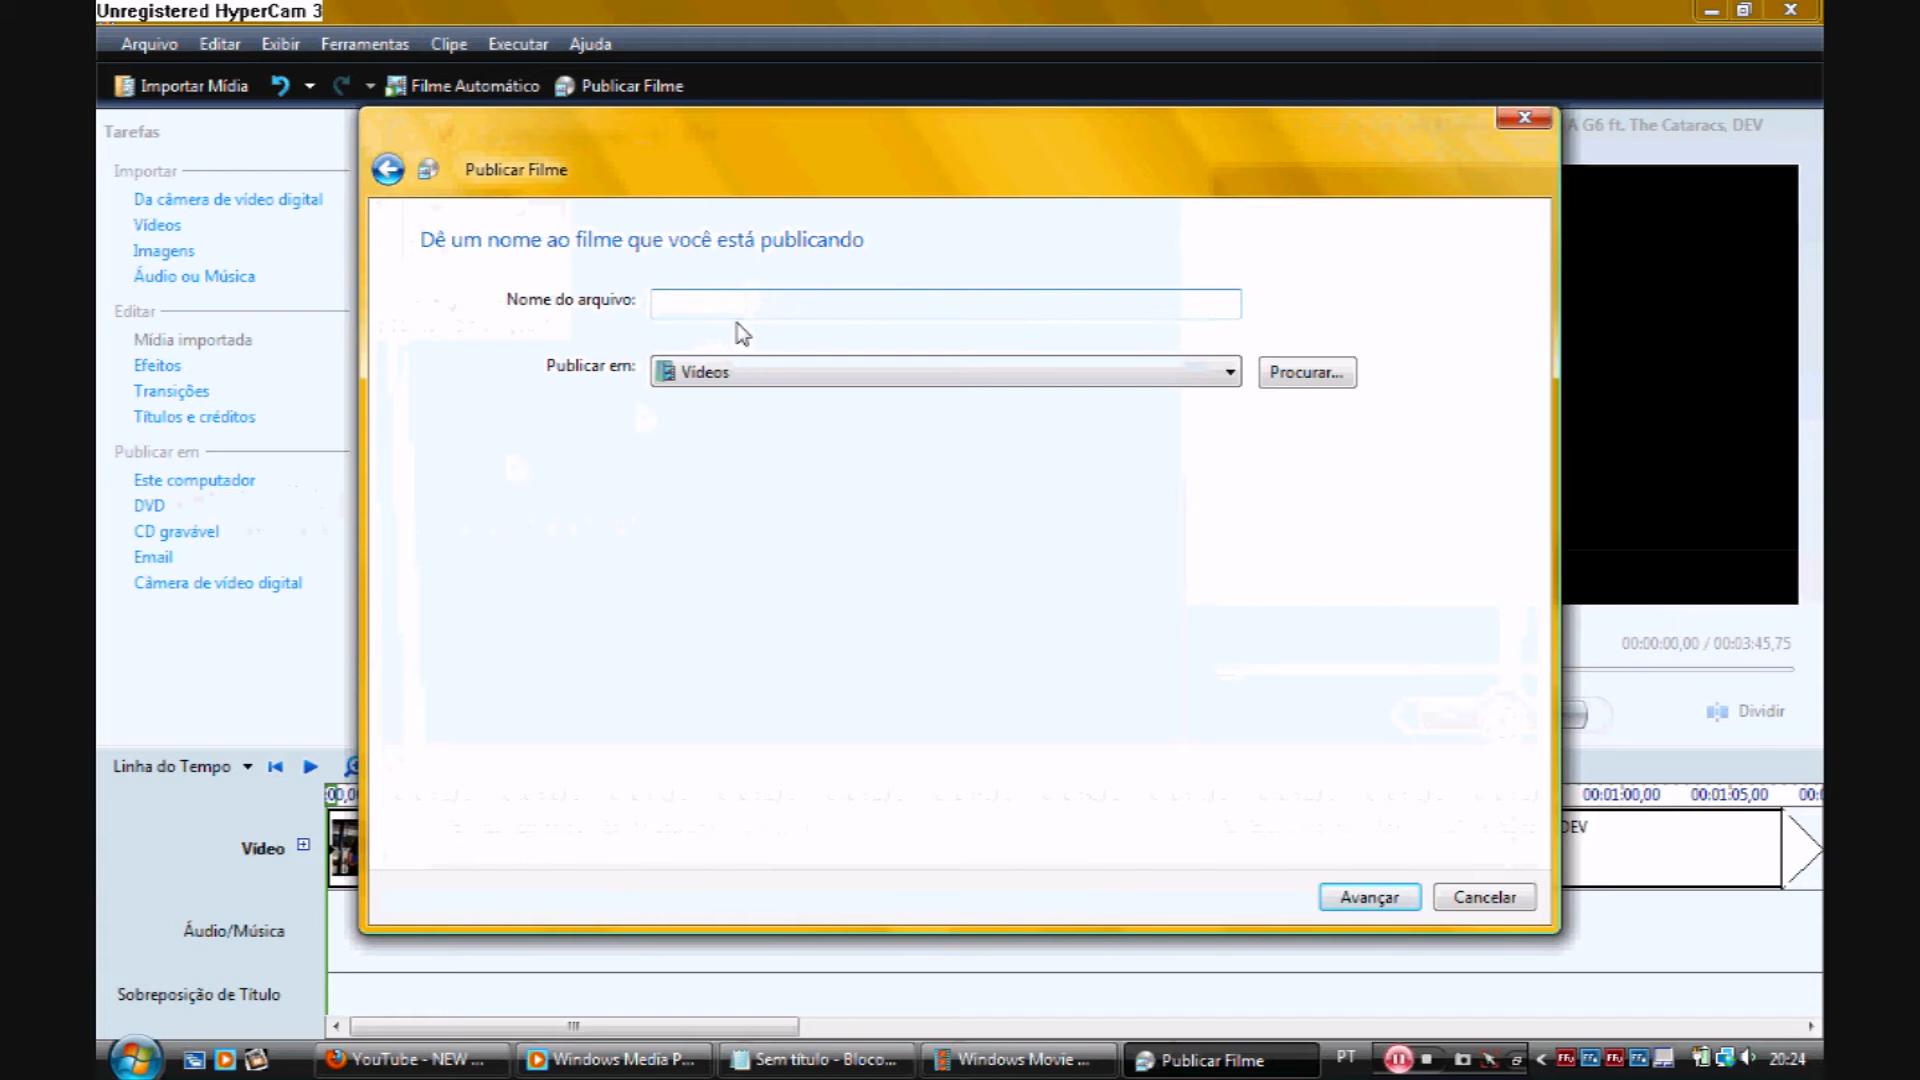 Unregistered HyperCam 3
Arquivo Editar Exibir Ferramentas Clipe Executar Ajuda
Importar Mídia Filme Automático Publicar Filme
Tarefas
A G6 ft. The Cataracs, DEV
Importar
Da câmera de vídeo digital
Vídeos
Imagens
Áudio ou Música
Editar
Mídia importada
Efeitos
Transições
Títulos e créditos
Publicar em
Este computador
DVD
CD gravável
Email
Câmera de vídeo digital
Publicar Filme
Dê um nome ao filme que você está publicando
Nome do arquivo:
Publicar em: Vídeos Procurar...
Avançar Cancelar
00:00:00,00 / 00:03:45,75
Dividir
Linha do Tempo
00:01:00,00 00:01:05,00
Vídeo
DEV
Áudio/Música
Sobreposição de Título
YouTube - NEW ... Windows Media P... Sem título - Bloco... Windows Movie ... Publicar Filme PT 20:24